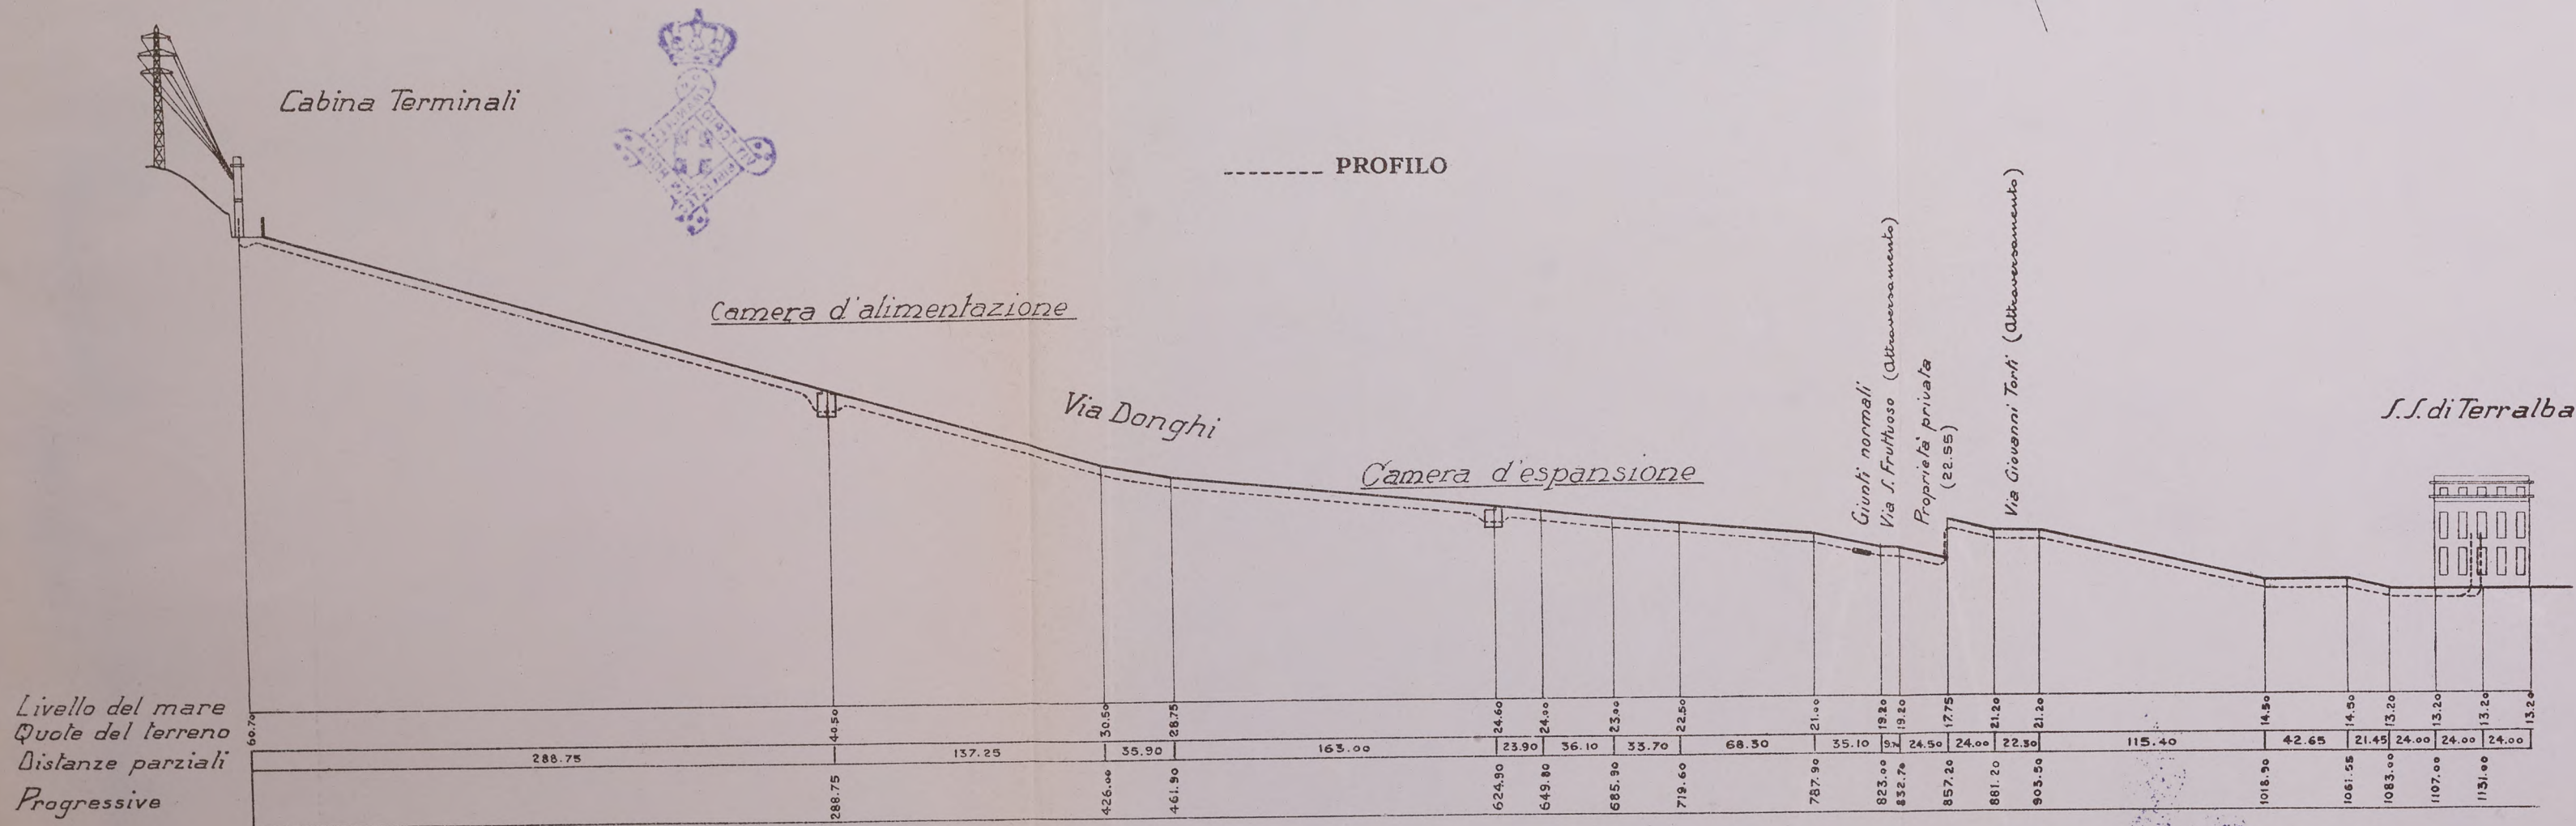 Cabina Terminali
PROFILO
Camera d'alimentazione
Via Donghi
Camera d'espansione
Giunti normali
Via S. Fruttuoso (Attraversamento)
Proprietà privata
(22.55)
Via Giovanni Torti (Attraversamento)
S.S. di Terralba
Livello del mare
Quote del terreno 60.70 40.50 30.50 28.75 24.60 24.00 23.00 22.50 21.00 19.20 19.20 17.75 21.20 21.20 14.50 14.50 13.20 13.20 13.20 13.20
Distanze parziali 288.75 137.25 35.90 163.00 23.90 36.10 33.70 68.30 35.10 9.70 24.50 24.00 22.30 115.40 42.65 21.45 24.00 24.00 24.00
Progressive 288.75 426.00 461.90 624.90 649.80 685.90 719.60 787.90 823.00 832.70 857.20 881.20 903.50 1018.90 1061.55 1083.00 1107.00 1131.00